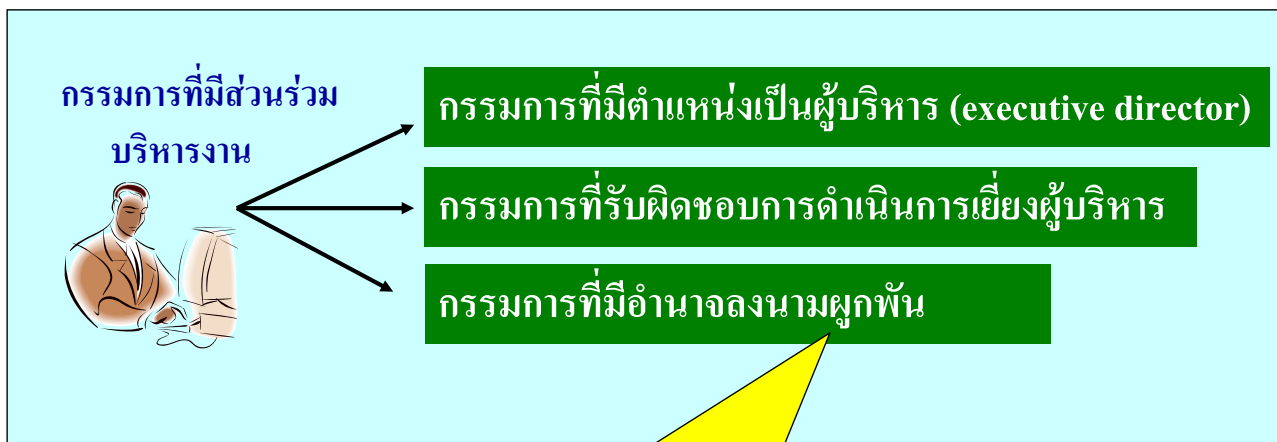 กรรมการที่มีส่วนร่วม
บริหารงาน
กรรมการที่มีตำแหน่งเป็นผู้บริหาร (executive director)
กรรมการที่รับผิดชอบการดำเนินการเยี่ยงผู้บริหาร
กรรมการที่มีอำนาจลงนามผูกพัน